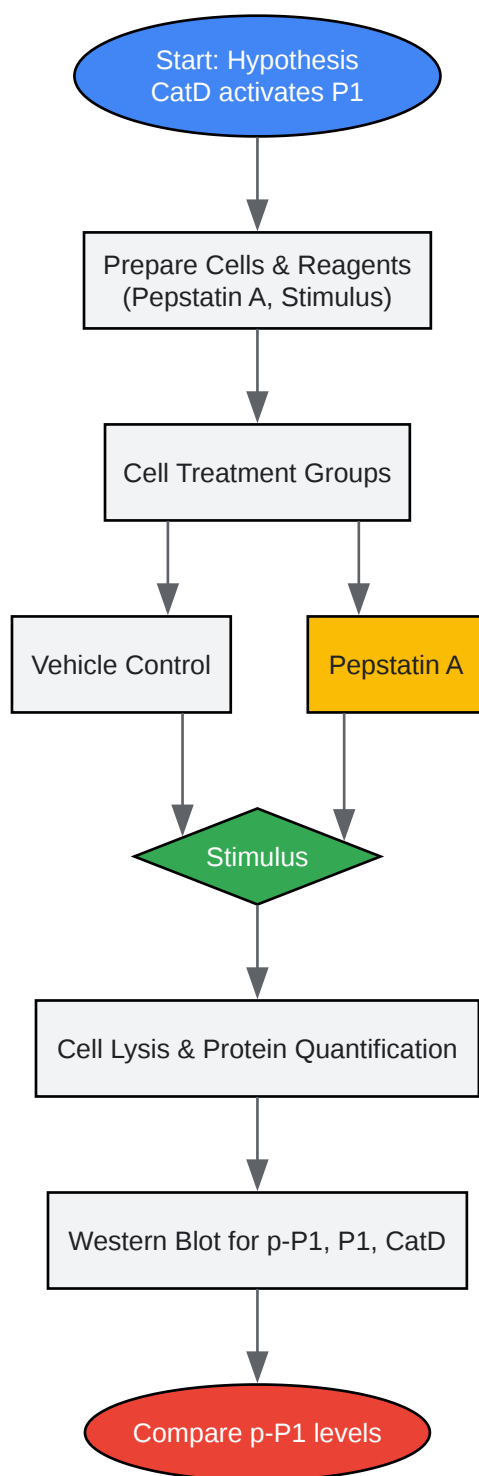 Start: Hypothesis
CatD activates P1
Prepare Cells & Reagents
(Pepstatin A, Stimulus)
Cell Treatment Groups
Vehicle Control
Pepstatin A
Stimulus
Cell Lysis & Protein Quantification
Western Blot for p-P1, P1, CatD
Compare p-P1 levels